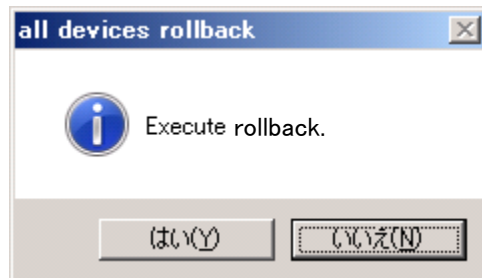 all devices rollback
Execute rollback.
はい(Y) いいえ(N)